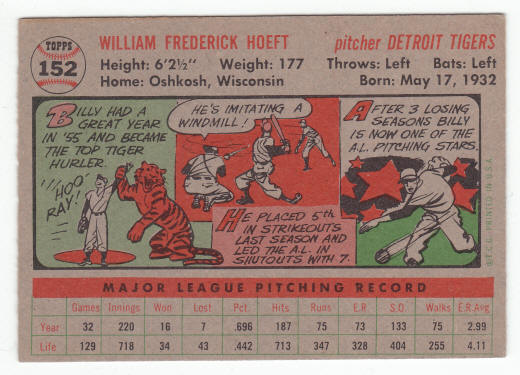 TOPPS
152
WILLIAM FREDERICK HOEFT pitcher DETROIT TIGERS
Height: 6'2½" Weight: 177 Throws: Left Bats: Left
Home: Oshkosh, Wisconsin Born: May 17, 1932
BILLY HAD A
GREAT YEAR
IN '55 AND BECAME
THE TOP TIGER
HURLER.
"HOO
RAY!"
HE'S IMITATING A
WINDMILL!
HE PLACED 5th
IN STRIKEOUTS
LAST SEASON AND
LED THE A.L. IN
SHUTOUTS WITH 7.
AFTER 3 LOSING
SEASONS BILLY
IS NOW ONE OF THE
A.L. PITCHING STARS.
©T.C.G. PRINTED IN U.S.A.
MAJOR LEAGUE PITCHING RECORD
Games Innings Won Lost Pct. Hits Runs E.R S.O. Walks E.R.Avg
Year 32 220 16 7 .696 187 75 73 133 75 2.99
Life 129 718 34 43 .442 713 347 328 404 255 4.11